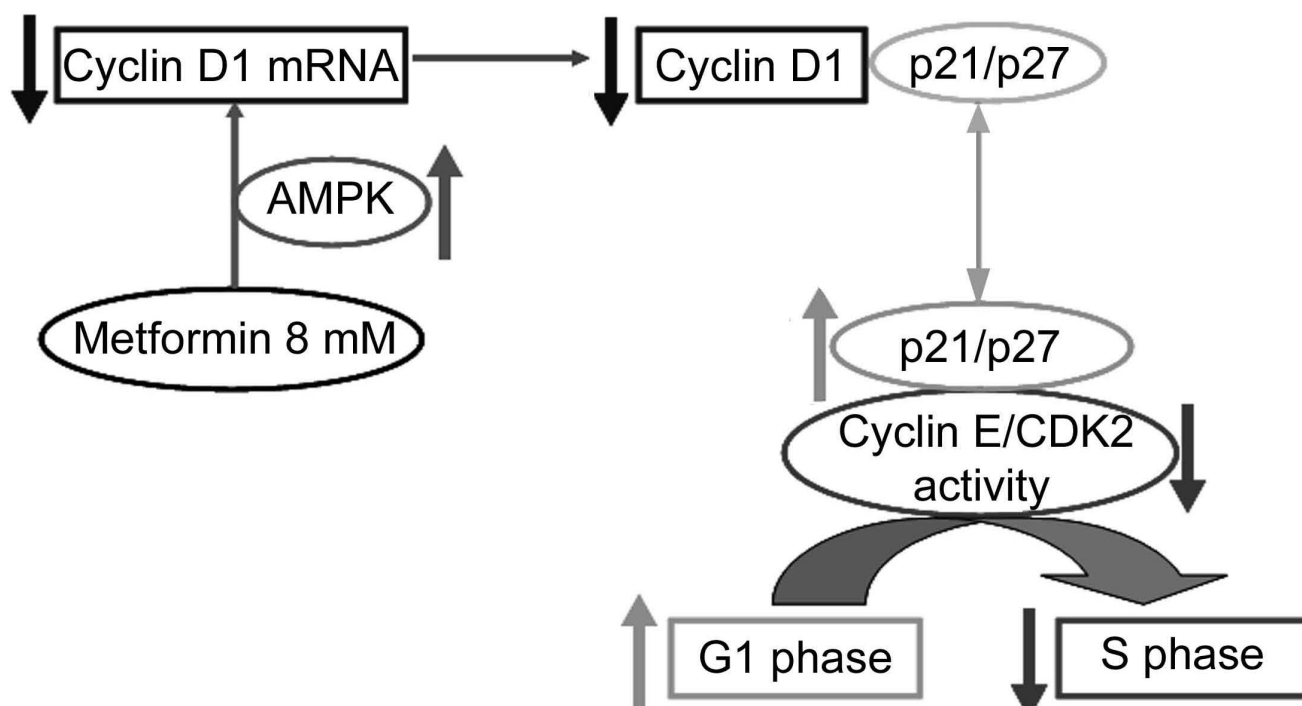 Cyclin D1 mRNA
Cyclin D1
p21/p27
AMPK
Metformin 8 mM
p21/p27
Cyclin E/CDK2
activity
G1 phase
S phase